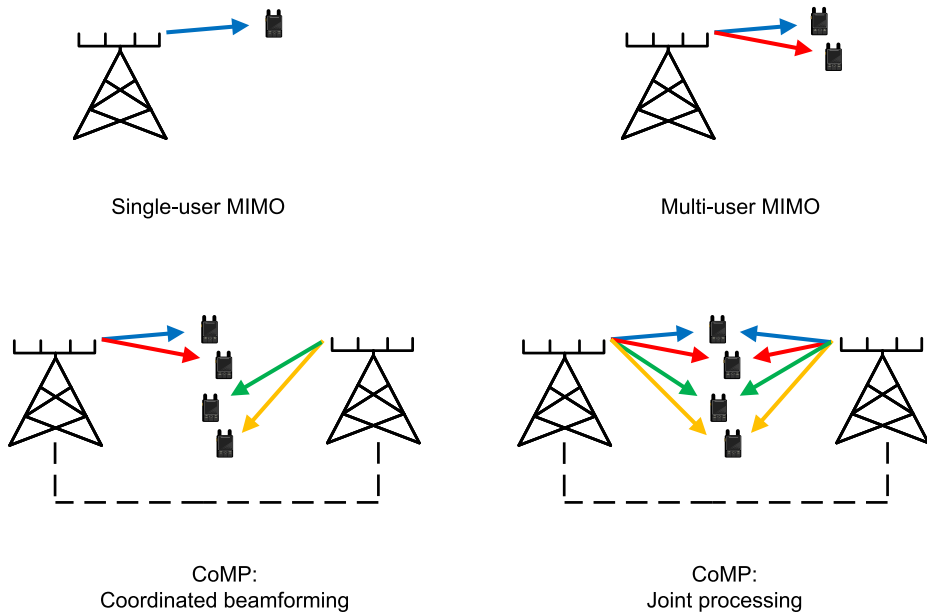 Single-user MIMO
Multi-user MIMO
CoMP:
Coordinated beamforming
CoMP:
Joint processing